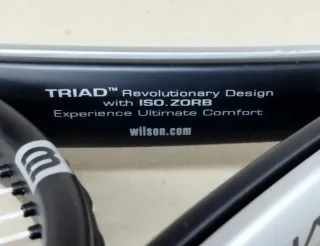 TRIAD™ Revolutionary Design
with ISO.ZORB
Experience Ultimate Comfort
wilson.com